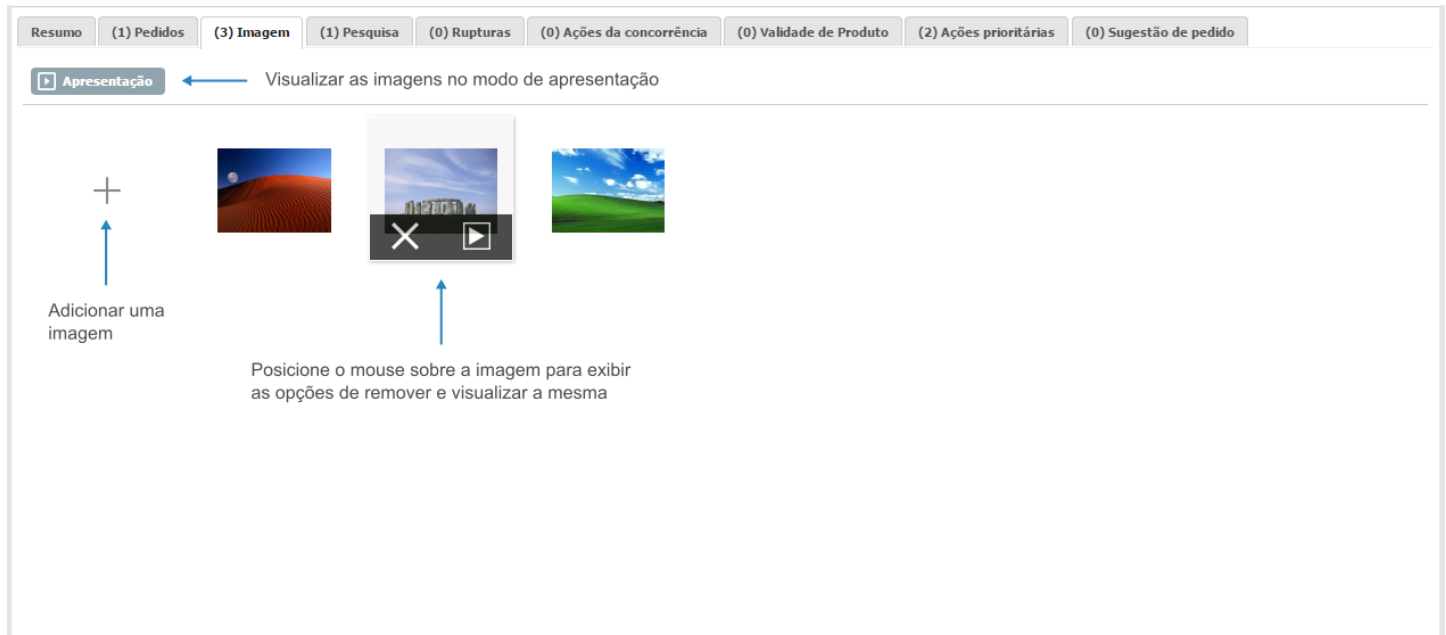 Resumo (1) Pedidos (3) Imagem (1) Pesquisa (0) Rupturas (0) Ações da concorrência (0) Validade de Produto (2) Ações prioritárias (0) Sugestão de pedido
Apresentação Visualizar as imagens no modo de apresentação
Adicionar uma
imagem
Posicione o mouse sobre a imagem para exibir
as opções de remover e visualizar a mesma